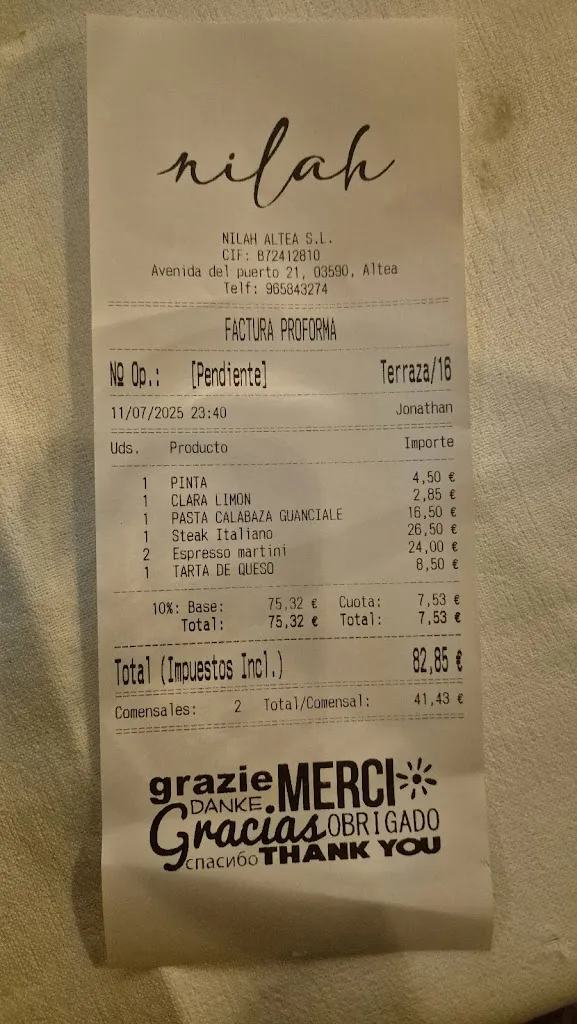 nilah
NILAH ALTEA S.L.
CIF: B72412810
Avenida del puerto 21, 03590, Altea
Telf: 965843274
FACTURA PROFORMA
Nº Op.: [Pendiente] Terraza/16
11/07/2025 23:40 Jonathan
Uds. Producto Importe
1 PINTA 4,50 €
1 CLARA LIMON 2,85 €
1 PASTA CALABAZA GUANCIALE 16,50 €
1 Steak Italiano 26,50 €
2 Espresso martini 24,00 €
1 TARTA DE QUESO 8,50 €
10%: Base: 75,32 € Cuota: 7,53 €
Total: 75,32 € Total: 7,53 €
Total (Impuestos Incl.) 82,85 €
Comensales: 2 Total/Comensal: 41,43 €
grazie MERCI
DANKE
Gracias OBRIGADO
спасибо THANK YOU